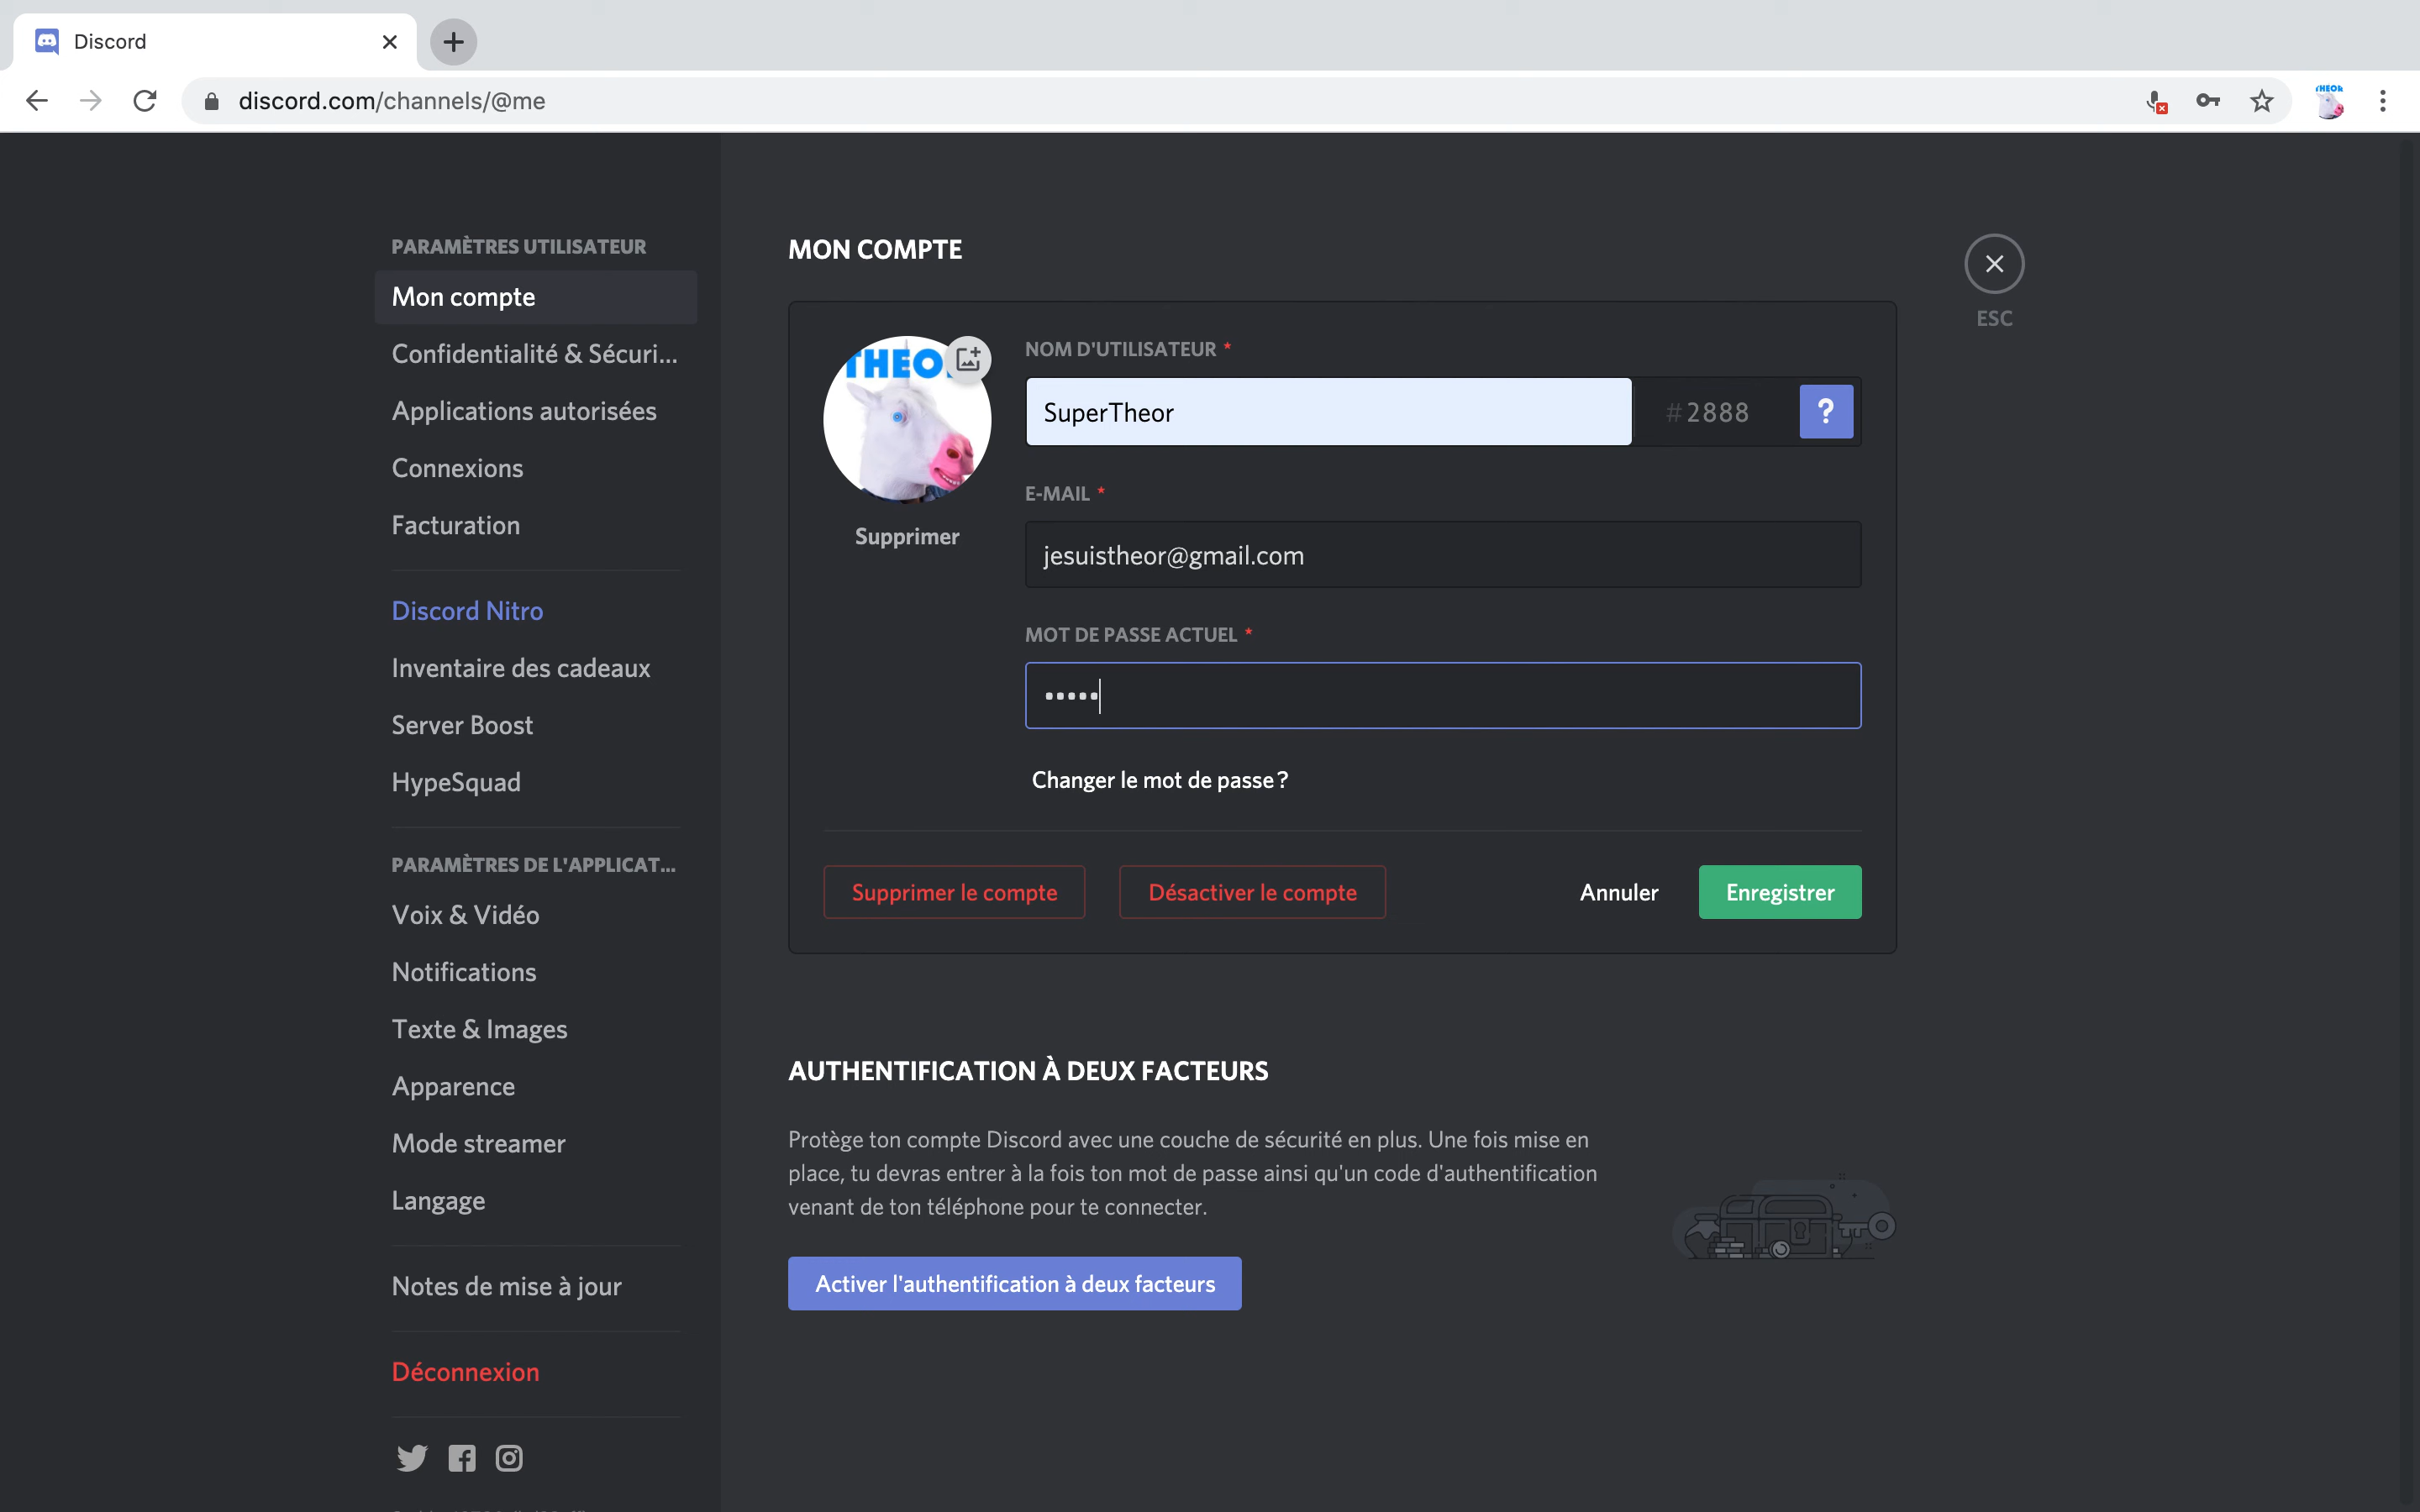 Discord
discord.com/channels/@me
PARAMÈTRES UTILISATEUR
Mon compte
Confidentialité & Sécuri...
Applications autorisées
Connexions
Facturation
Discord Nitro
Inventaire des cadeaux
Server Boost
HypeSquad
PARAMÈTRES DE L'APPLICAT...
Voix & Vidéo
Notifications
Texte & Images
Apparence
Mode streamer
Langage
Notes de mise à jour
Déconnexion
MON COMPTE
ESC
THEO
Supprimer
NOM D'UTILISATEUR *
SuperTheor
#2888
?
E-MAIL *
jesuistheor@gmail.com
MOT DE PASSE ACTUEL *
•••••
Changer le mot de passe ?
Supprimer le compte
Désactiver le compte
Annuler
Enregistrer
AUTHENTIFICATION À DEUX FACTEURS
Protège ton compte Discord avec une couche de sécurité en plus. Une fois mise en
place, tu devras entrer à la fois ton mot de passe ainsi qu'un code d'authentification
venant de ton téléphone pour te connecter.
Activer l'authentification à deux facteurs